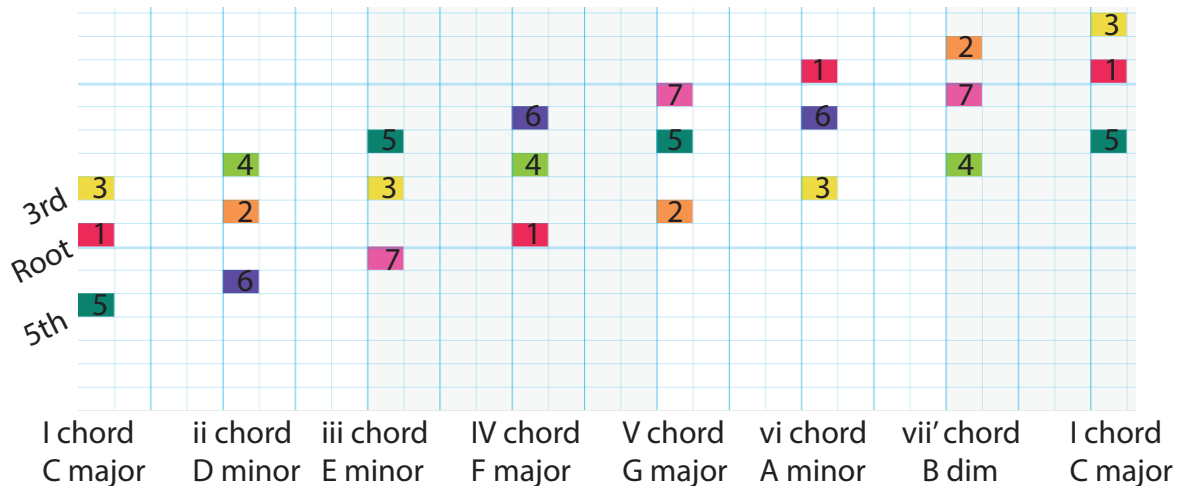 3
2
1 1
7 7
6 6
5 5 5
4 4 4
3rd 3 3 3
2 2
Root 1 1
7
6
5th 5
I chord ii chord iii chord IV chord V chord vi chord vii' chord I chord
C major D minor E minor F major G major A minor B dim C major